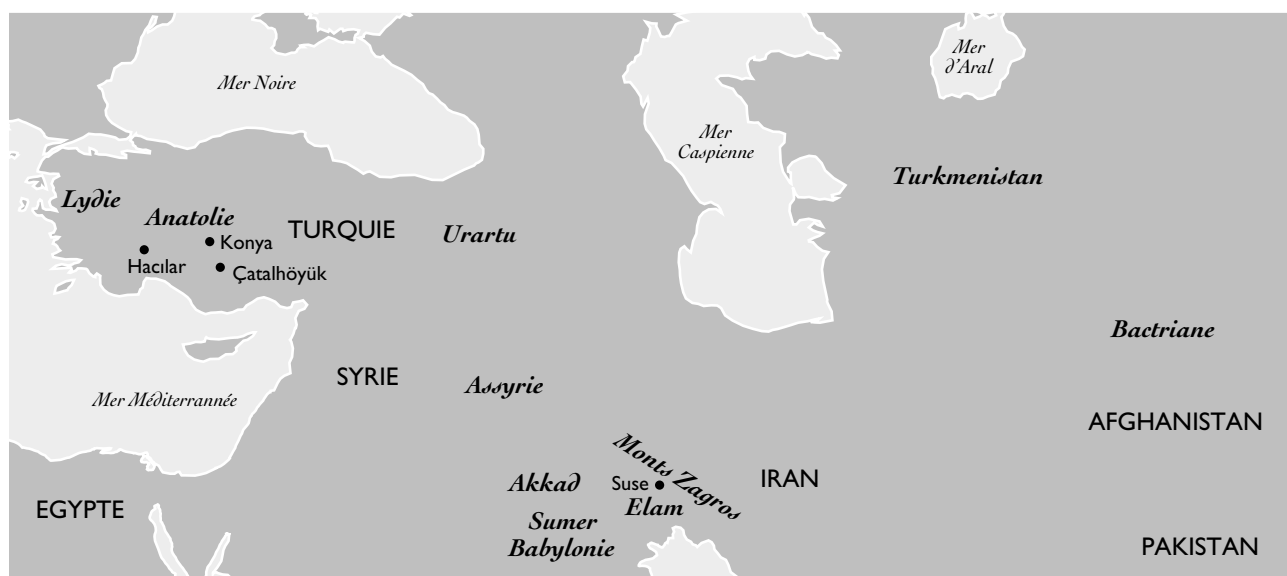 Mer
d'Aral
Mer Noire
Mer
Caspienne
Turkmenistan
Lydie
Anatolie
TURQUIE
Urartu
Konya
Hacılar
Çatalhöyük
Bactriane
SYRIE
Assyrie
Mer Méditerrannée
AFGHANISTAN
Monts Zagros
IRAN
Akkad
Suse
Elam
EGYPTE
Sumer
Babylonie
PAKISTAN